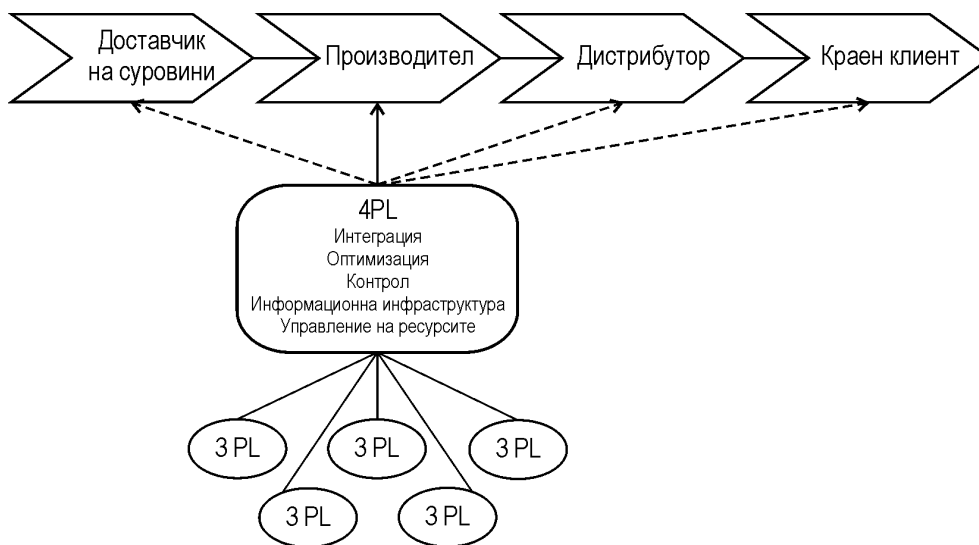 Доставчик
на суровини
Производител
Дистрибутор
Краен клиент
4PL
Интеграция
Оптимизация
Контрол
Информационна инфраструктура
Управление на ресурсите
3 PL
3 PL
3 PL
3 PL
3 PL